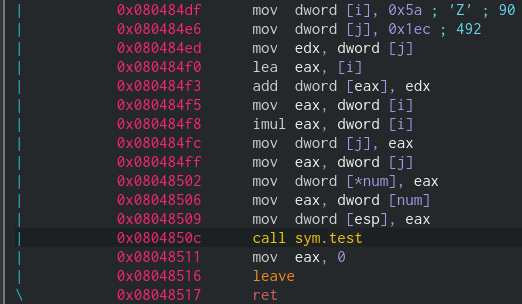 | 0x080484df mov dword [i], 0x5a ; 'Z' ; 90
| 0x080484e6 mov dword [j], 0x1ec ; 492
| 0x080484ed mov edx, dword [j]
| 0x080484f0 lea eax, [i]
| 0x080484f3 add dword [eax], edx
| 0x080484f5 mov eax, dword [i]
| 0x080484f8 imul eax, dword [i]
| 0x080484fc mov dword [j], eax
| 0x080484ff mov eax, dword [j]
| 0x08048502 mov dword [*num], eax
| 0x08048506 mov eax, dword [num]
| 0x08048509 mov dword [esp], eax
| 0x0804850c call sym.test
| 0x08048511 mov eax, 0
| 0x08048516 leave
\ 0x08048517 ret